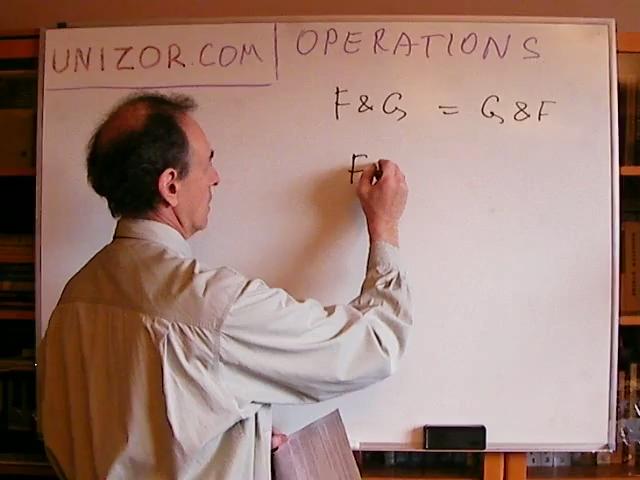 UNIZOR.COM | OPERATIONS
F & G = G & F
F